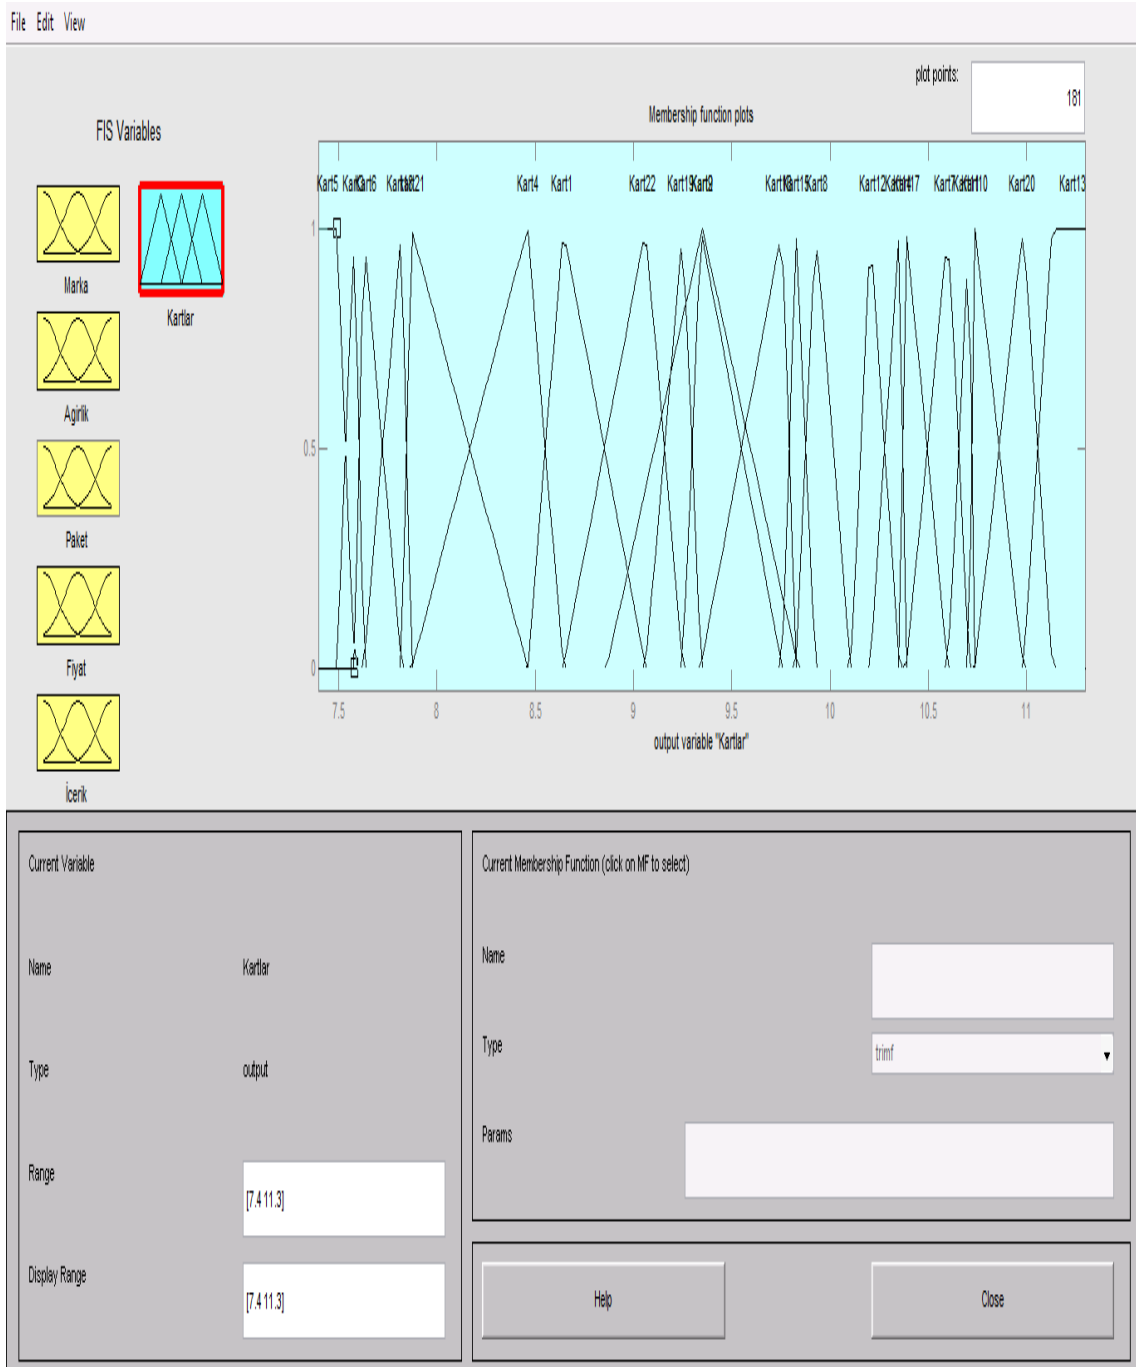 File Edit View
plot points:
181
Membership function plots
FIS Variables
Kart5
Kart6
Kart4
Kart1
Kart22
Kart19
Kart8
Kart12
Kart20
Kart13
Marka
Kartlar
Agirlik
Paket
Fiyat
İcerik
1
0.5
0
7.5 8 8.5 9 9.5 10 10.5 11
output variable "Kartlar"
Current Variable
Name Kartlar
Type output
Range [7.4 11.3]
Display Range [7.4 11.3]
Current Membership Function (click on MF to select)
Name
Type trimf
Params
Help Close